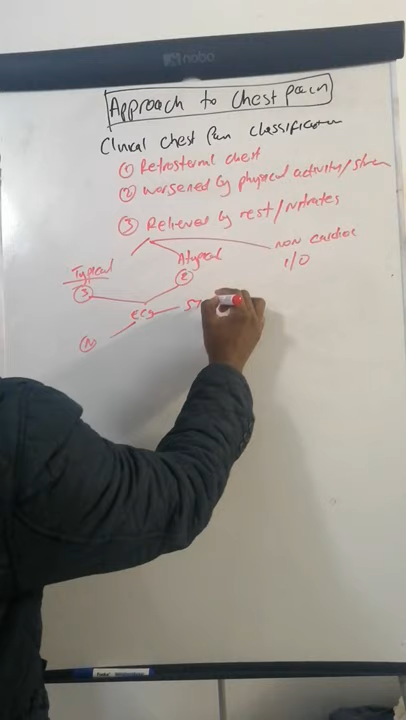 nobo
Approach to Chest pain
Clinical Chest Pain Classification
① Retrosternal chest
② Worsened by physical activity/stress
③ Relieved by rest/nitrates
Typical
③
Atypical
②
non cardiac
1/0
ECG
ST
N